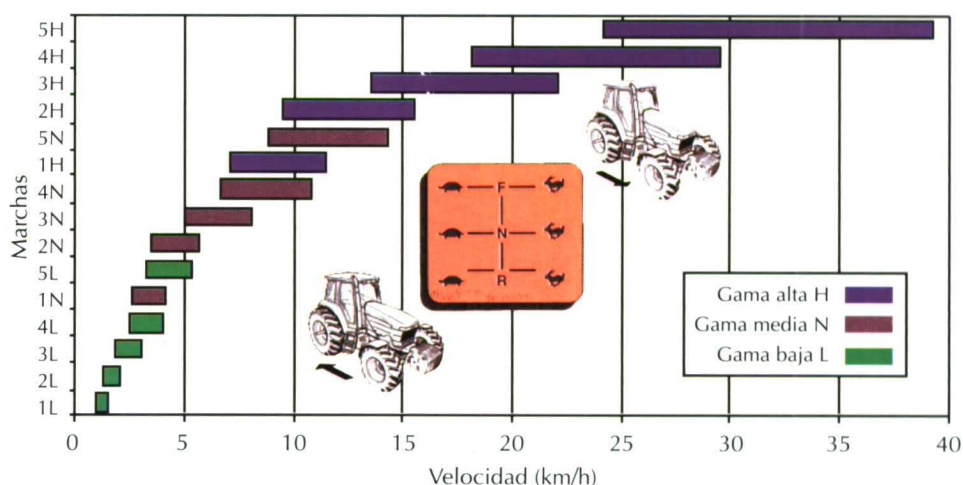 Marchas
5H
4H
3H
2H
5N
1H
4N
3N
2N
5L
1N
4L
3L
2L
1L
F
N
R
Gama alta H
Gama media N
Gama baja L
0 5 10 15 20 25 30 35 40
Velocidad (km/h)